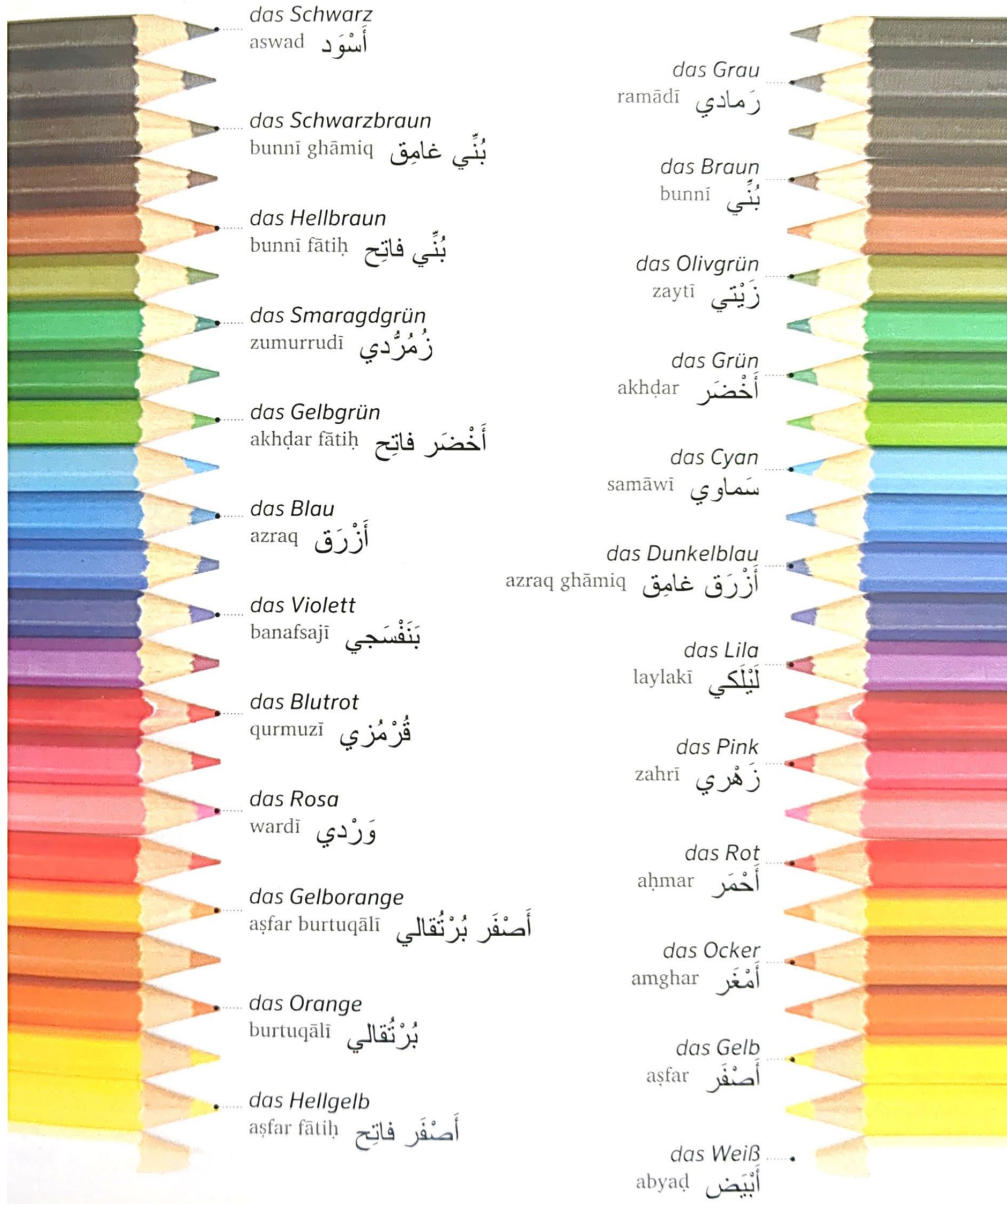 das Schwarz
aswad أَسْوَد
das Grau
ramādī رَمادي
das Schwarzbraun
bunnī ghāmiq بُنِّي غامِق
das Braun
bunnī بُنِّي
das Hellbraun
bunnī fātiḥ بُنِّي فاتِح
das Olivgrün
zaytī زَيْتي
das Smaragdgrün
zumurrudī زُمُرُّدي
das Grün
akhḍar أَخْضَر
das Gelbgrün
akhḍar fātiḥ أَخْضَر فاتِح
das Cyan
samāwī سَماوي
das Blau
azraq أَزْرَق
das Dunkelblau
azraq ghāmiq أَزْرَق غامِق
das Violett
banafsajī بَنَفْسَجي
das Lila
laylakī لَيْلَكي
das Blutrot
qurmuzī قُرْمُزي
das Pink
zahrī زَهْري
das Rosa
wardī وَرْدي
das Rot
aḥmar أَحْمَر
das Gelborange
aṣfar burtuqālī أَصْفَر بُرْتُقالي
das Ocker
amghar أَمْغَر
das Orange
burtuqālī بُرْتُقالي
das Gelb
aṣfar أَصْفَر
das Hellgelb
aṣfar fātiḥ أَصْفَر فاتِح
das Weiß
abyaḍ أَبْيَض